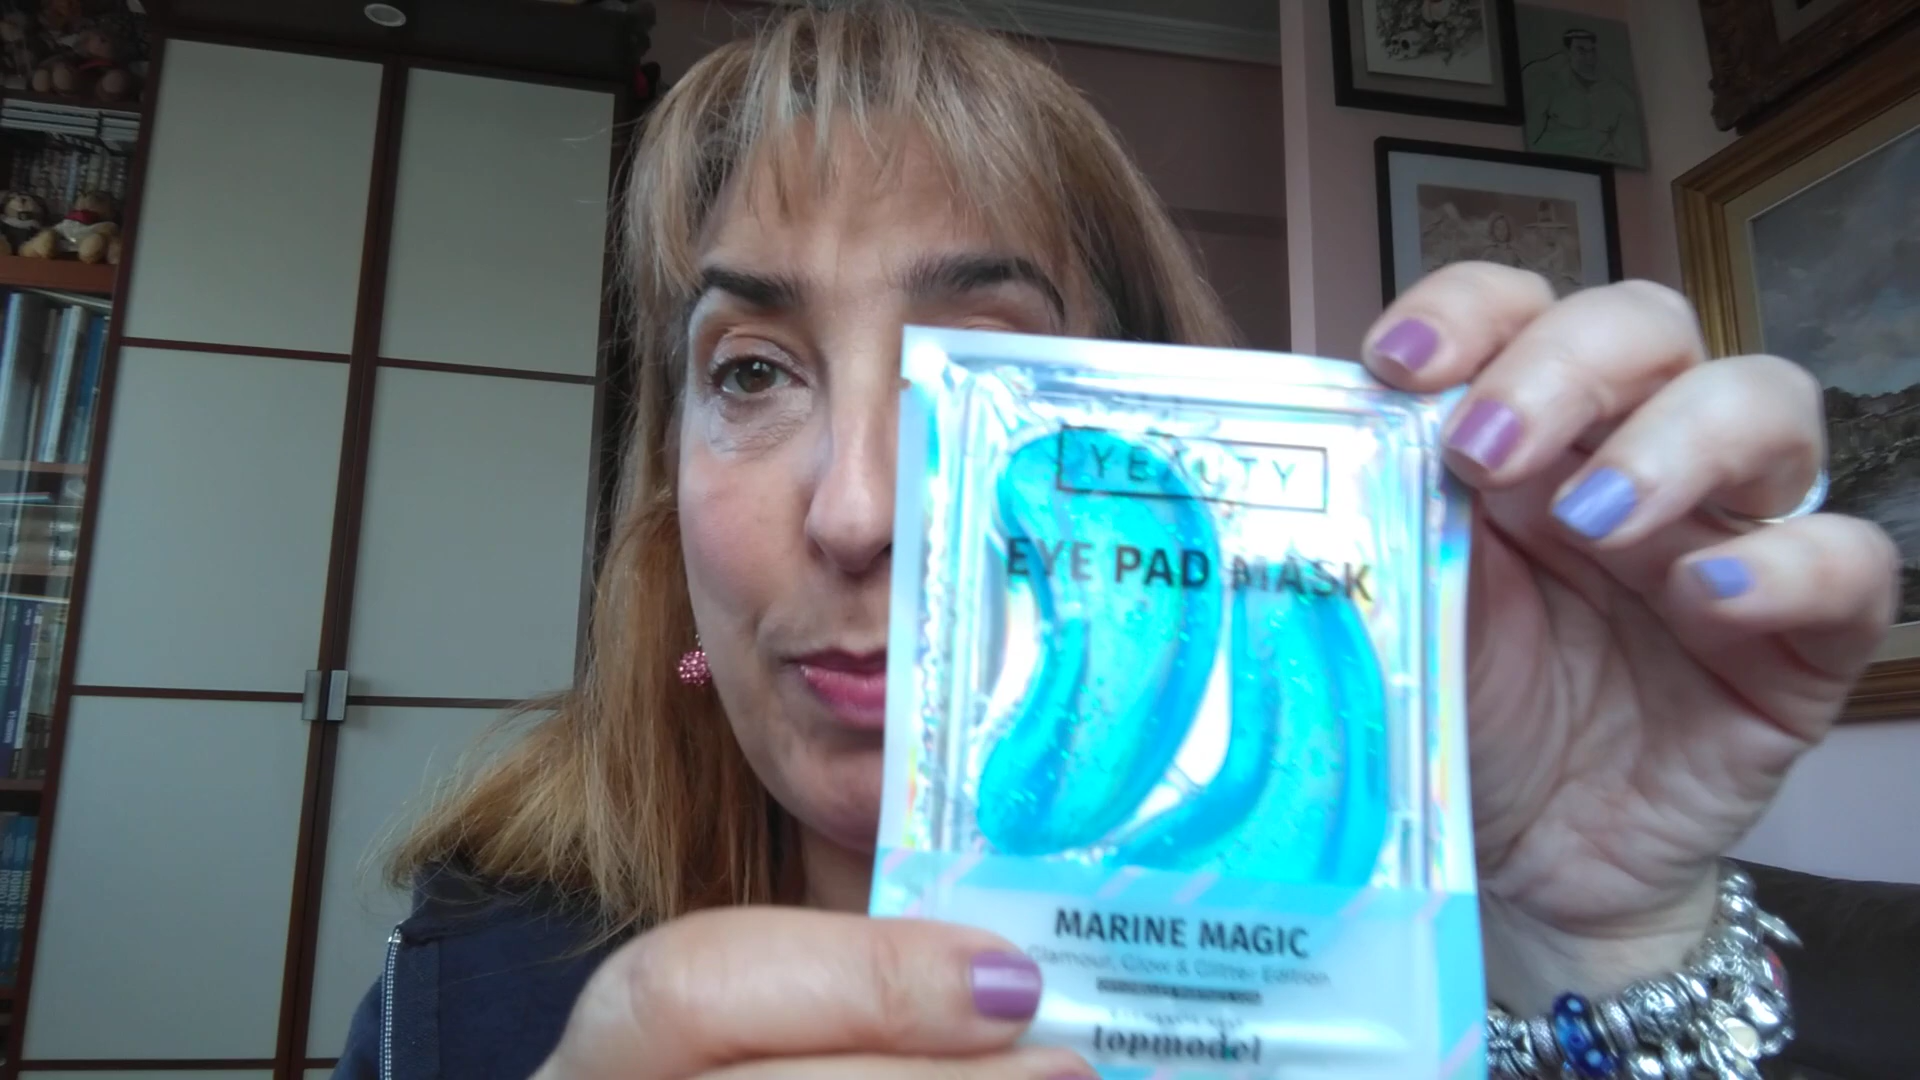 YEAUTY
EYE PAD MASK
MARINE MAGIC
Glamour, Glow & Glitter Edition
topmodel